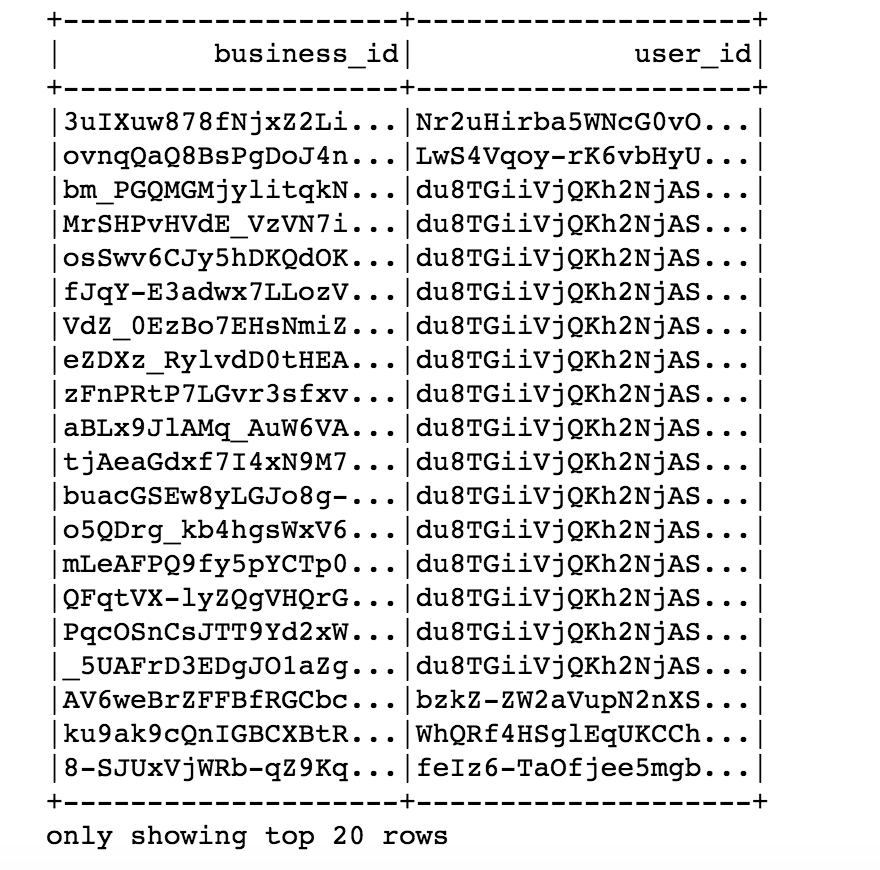 +--------------------+--------------------+
|         business_id|             user_id|
+--------------------+--------------------+
|3uIXuw878fNjxZ2Li...|Nr2uHirba5WNcG0vO...|
|ovnqQaQ8BsPgDoJ4n...|LwS4Vqoy-rK6vbHyU...|
|bm_PGQMGMjylitqkN...|du8TGiiVjQKh2NjAS...|
|MrSHPvHVdE_VzVN7i...|du8TGiiVjQKh2NjAS...|
|osSwv6CJy5hDKQdOK...|du8TGiiVjQKh2NjAS...|
|fJqY-E3adwx7LLozV...|du8TGiiVjQKh2NjAS...|
|VdZ_0EzBo7EHsNmiZ...|du8TGiiVjQKh2NjAS...|
|eZDXz_RylvdD0tHEA...|du8TGiiVjQKh2NjAS...|
|zFnPRtP7LGvr3sfxv...|du8TGiiVjQKh2NjAS...|
|aBLx9JlAMq_AuW6VA...|du8TGiiVjQKh2NjAS...|
|tjAeaGdxf7I4xN9M7...|du8TGiiVjQKh2NjAS...|
|buacGSEw8yLGJo8g-...|du8TGiiVjQKh2NjAS...|
|o5QDrg_kb4hgsWxV6...|du8TGiiVjQKh2NjAS...|
|mLeAFPQ9fy5pYCTp0...|du8TGiiVjQKh2NjAS...|
|QFqtVX-lyZQgVHQrG...|du8TGiiVjQKh2NjAS...|
|PqcOSnCsJTT9Yd2xW...|du8TGiiVjQKh2NjAS...|
|_5UAFrD3EDgJO1aZg...|du8TGiiVjQKh2NjAS...|
|AV6weBrZFFBfRGCbc...|bzkZ-ZW2aVupN2nXS...|
|ku9ak9cQnIGBCXBtR...|WhQRf4HSglEqUKCCh...|
|8-SJUxVjWRb-qZ9Kq...|feIz6-TaOfjee5mgb...|
+--------------------+--------------------+
only showing top 20 rows